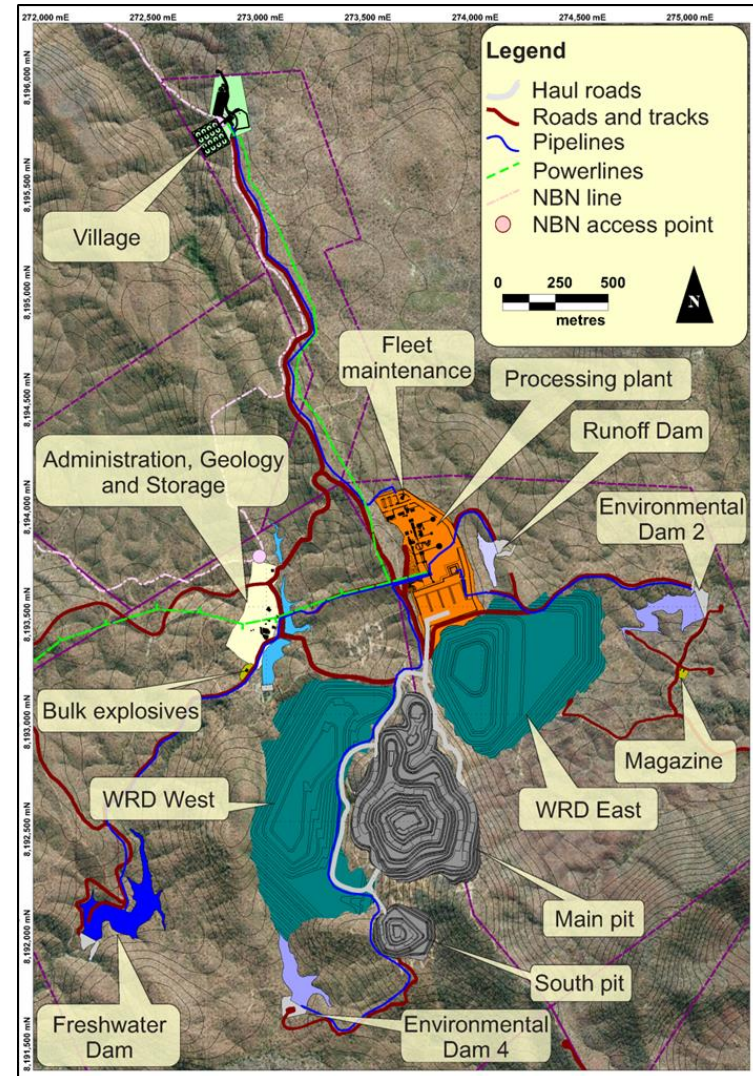 272,000 mE
272,500 mE
273,000 mE
273,500 mE
274,000 mE
274,500 mE
275,000 mE
8,196,000 mN
8,195,500 mN
8,195,000 mN
8,194,500 mN
8,194,000 mN
8,193,500 mN
8,193,000 mN
8,192,500 mN
8,192,000 mN
8,191,500 mN
Legend
Haul roads
Roads and tracks
Pipelines
Powerlines
NBN line
NBN access point
0 250 500
metres
N
Village
Fleet
maintenance
Processing plant
Runoff Dam
Administration, Geology
and Storage
Environmental
Dam 2
Bulk explosives
Magazine
WRD West
WRD East
Main pit
South pit
Freshwater
Dam
Environmental
Dam 4